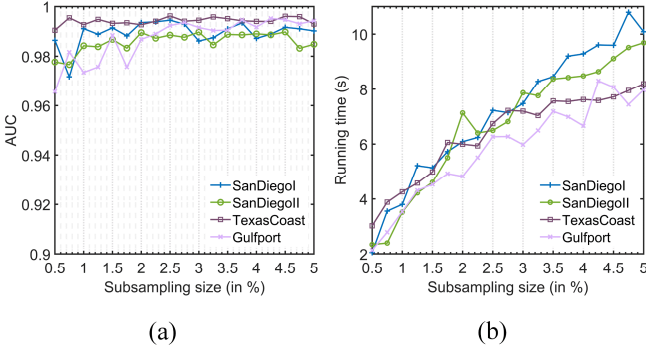 1
0.98
0.96
0.94
0.92
0.9
AUC
0.5 1 1.5 2 2.5 3 3.5 4 4.5 5
Subsampling size (in %)
SanDiegoI
SanDiegoII
TexasCoast
Gulfport
(a)
10
8
6
4
2
Running time (s)
0.5 1 1.5 2 2.5 3 3.5 4 4.5 5
Subsampling size (in %)
SanDiegoI
SanDiegoII
TexasCoast
Gulfport
(b)